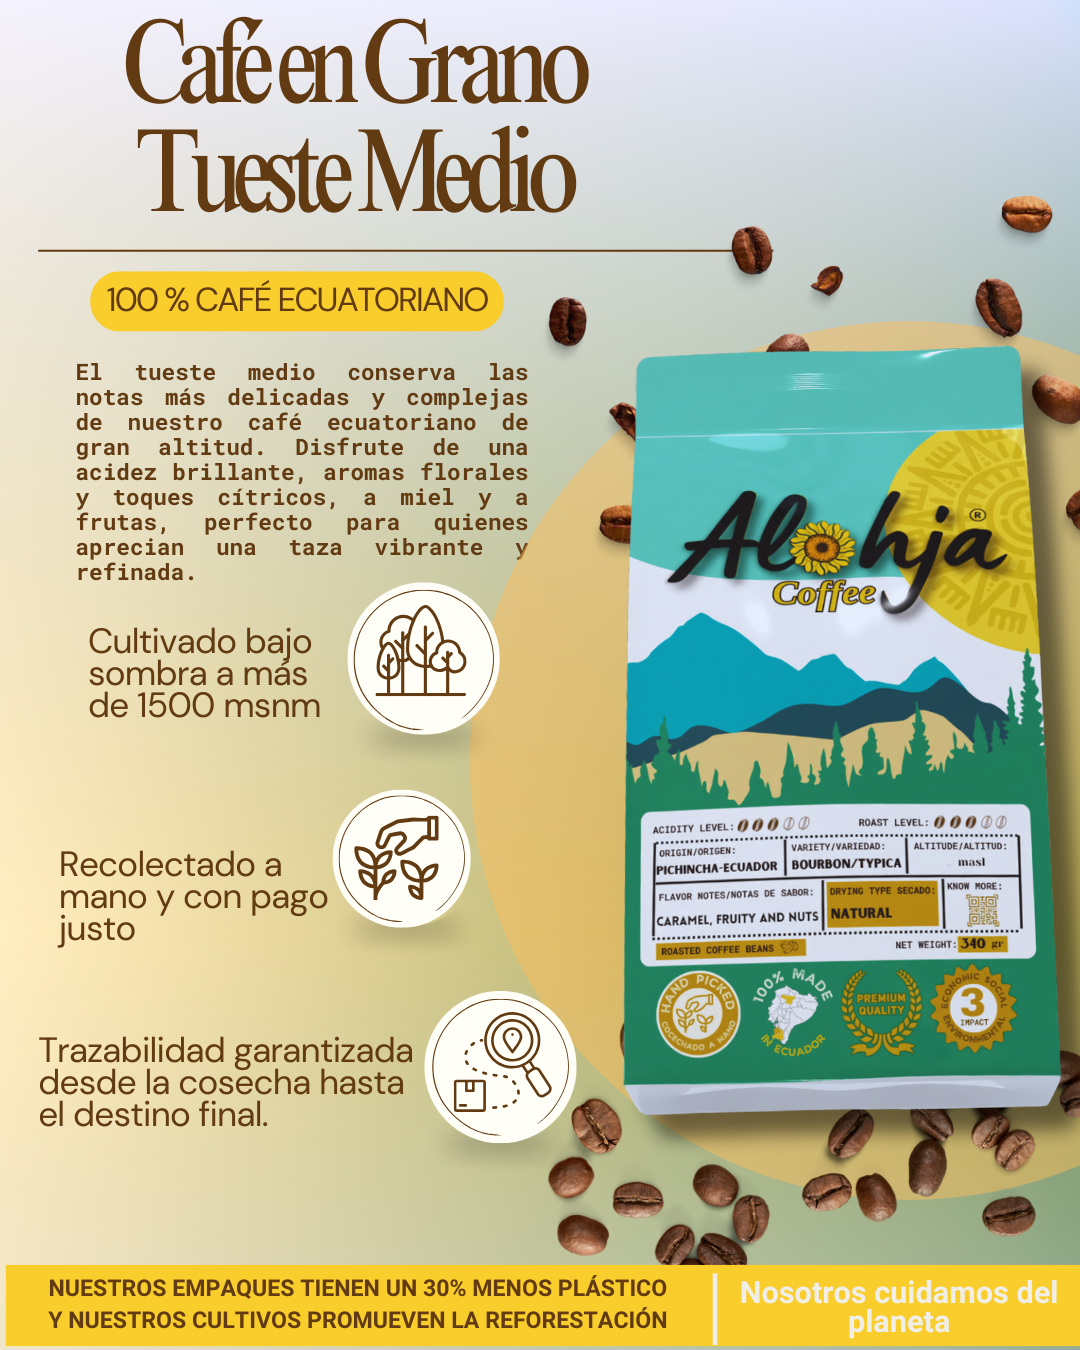 Café en Grano
Tueste Medio
100 % CAFÉ ECUATORIANO
El tueste medio conserva las
notas más delicadas y complejas
de nuestro café ecuatoriano de
gran altitud. Disfrute de una
acidez brillante, aromas florales
y toques cítricos, a miel y a
frutas, perfecto para quienes
aprecian una taza vibrante y
refinada.
Cultivado bajo
sombra a más
de 1500 msnm
Recolectado a
mano y con pago
justo
Trazabilidad garantizada
desde la cosecha hasta
el destino final.
Alohja®
Coffee
ACIDITY LEVEL:
ROAST LEVEL:
ORIGIN/ORIGEN:
PICHINCHA-ECUADOR
VARIETY/VARIEDAD:
BOURBON/TYPICA
ALTITUDE/ALTITUD:
masl
FLAVOR NOTES/NOTAS DE SABOR:
CARAMEL, FRUITY AND NUTS
DRYING TYPE SECADO:
NATURAL
KNOW MORE:
ROASTED COFFEE BEANS
NET WEIGHT: 340 gr
HAND PICKED
COCECHADO A MANO
100% MADE
IN ECUADOR
PREMIUM
QUALITY
ECONOMIC SOCIAL
3
IMPACT
ENVIRONMENTAL
NUESTROS EMPAQUES TIENEN UN 30% MENOS PLÁSTICO
Y NUESTROS CULTIVOS PROMUEVEN LA REFORESTACIÓN
Nosotros cuidamos del
planeta